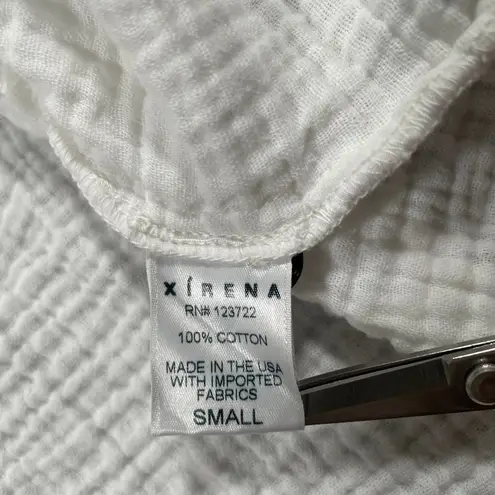 XÍRENA
RN# 123722
100% COTTON
MADE IN THE USA
WITH IMPORTED
FABRICS
SMALL